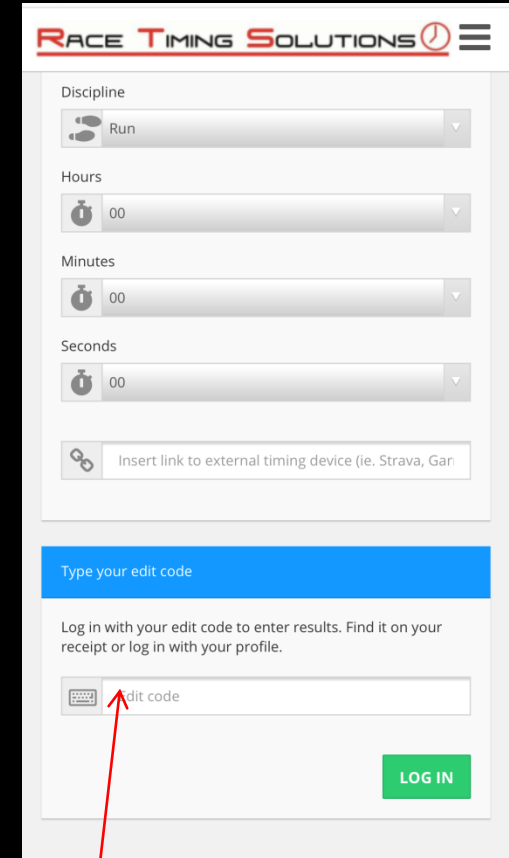 RACE TIMING SOLUTIONS
Discipline
Run
Hours
00
Minutes
00
Seconds
00
Insert link to external timing device (ie. Strava, Gar
Type your edit code
Log in with your edit code to enter results. Find it on your
receipt or log in with your profile.
Edit code
LOG IN